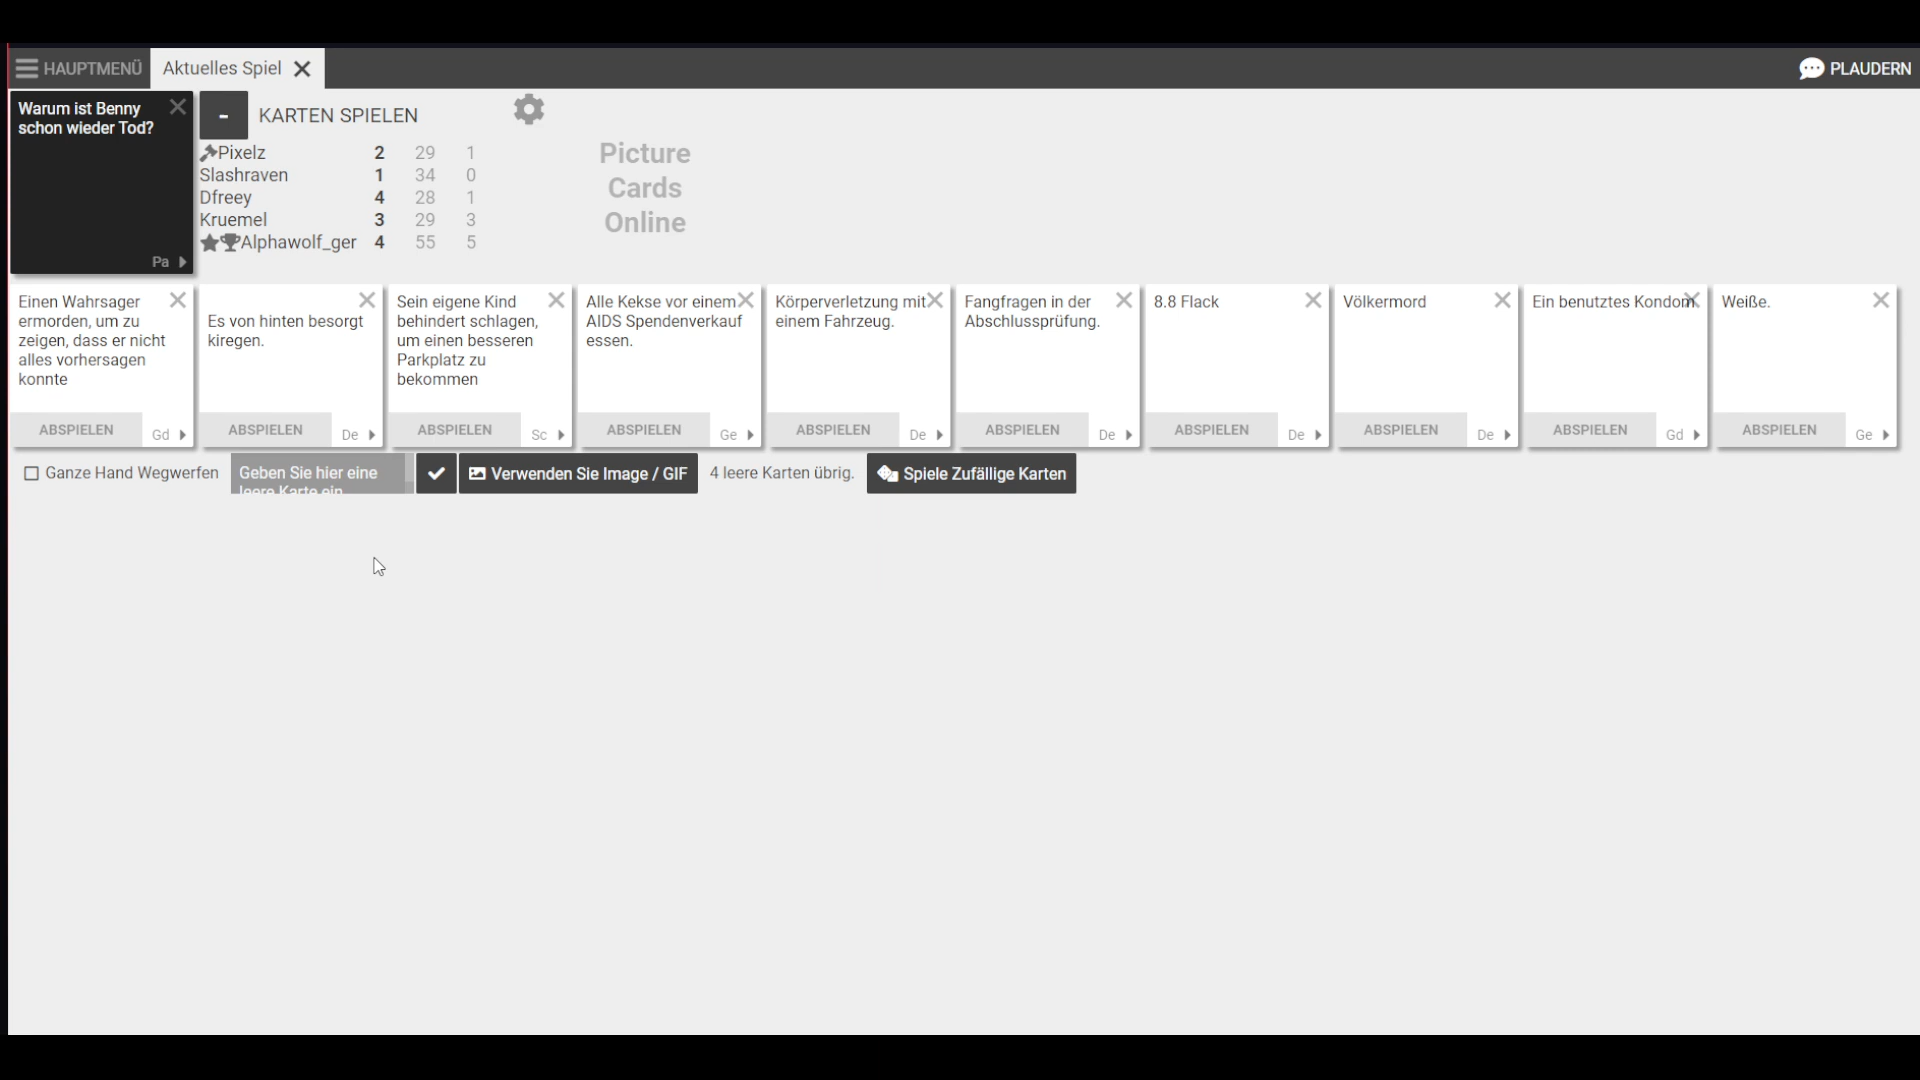 HAUPTMENÜ
Aktuelles Spiel
PLAUDERN
Warum ist Benny
schon wieder Tod?
Pa
-
KARTEN SPIELEN
Pixelz 2 29 1
Slashraven 1 34 0
Dfreey 4 28 1
Kruemel 3 29 3
Alphawolf_ger 4 55 5
Picture
Cards
Online
Einen Wahrsager
ermorden, um zu
zeigen, dass er nicht
alles vorhersagen
konnte
ABSPIELEN
Gd
Es von hinten besorgt
kiregen.
ABSPIELEN
De
Sein eigene Kind
behindert schlagen,
um einen besseren
Parkplatz zu
bekommen
ABSPIELEN
Sc
Alle Kekse vor einem
AIDS Spendenverkauf
essen.
ABSPIELEN
Ge
Körperverletzung mit
einem Fahrzeug.
ABSPIELEN
De
Fangfragen in der
Abschlussprüfung.
ABSPIELEN
De
8.8 Flack
ABSPIELEN
De
Völkermord
ABSPIELEN
De
Ein benutztes Kondom
ABSPIELEN
Gd
Weiße.
ABSPIELEN
Ge
Ganze Hand Wegwerfen
Geben Sie hier eine
leere Karte ein
Verwenden Sie Image / GIF
4 leere Karten übrig.
Spiele Zufällige Karten